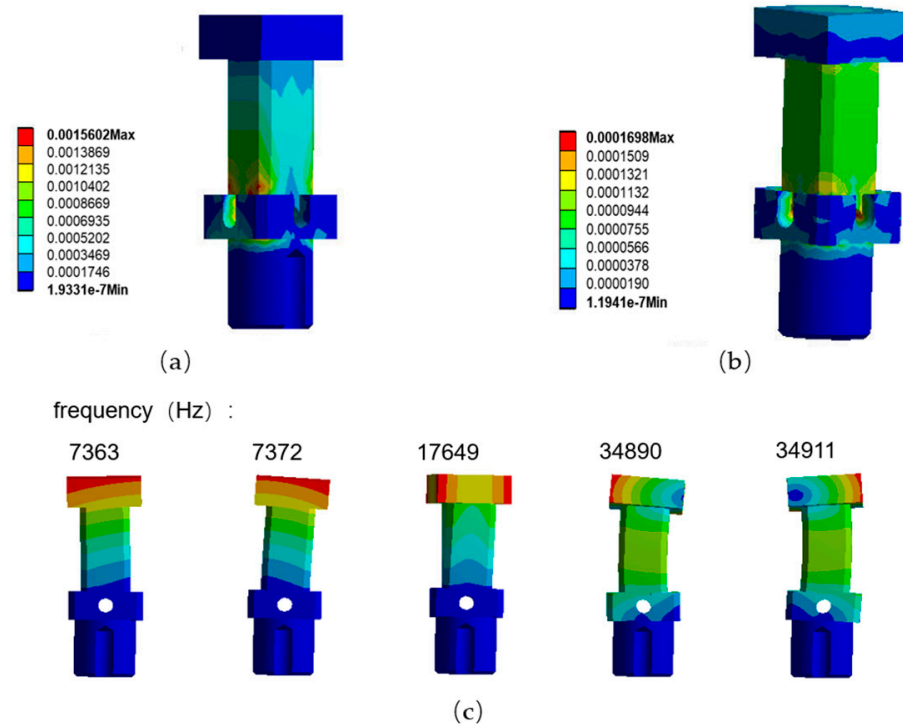 0.0015602Max
0.0013869
0.0012135
0.0010402
0.0008669
0.0006935
0.0005202
0.0003469
0.0001746
1.9331e-7Min
(a)
0.0001698Max
0.0001509
0.0001321
0.0001132
0.0000944
0.0000755
0.0000566
0.0000378
0.0000190
1.1941e-7Min
(b)
frequency (Hz) :
7363 7372 17649 34890 34911
(c)